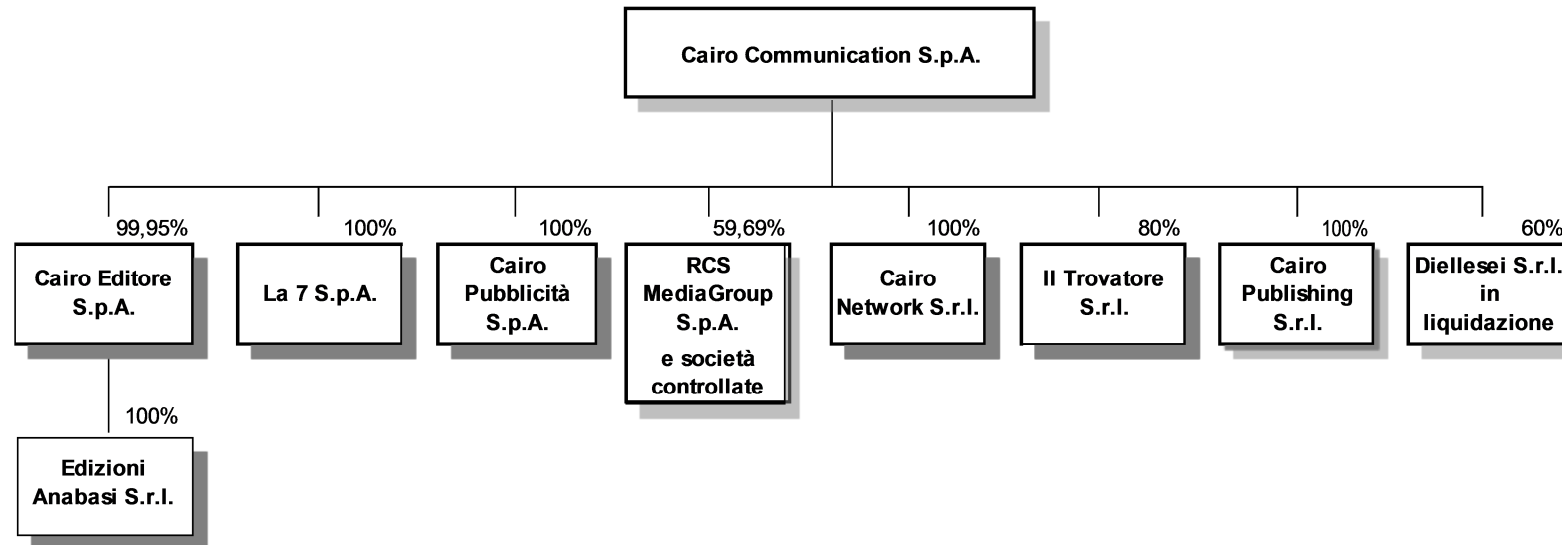 Cairo Communication S.p.A.
99,95%
100%
100%
59,69%
100%
80%
100%
60%
Cairo Editore
S.p.A.
La 7 S.p.A.
Cairo
Pubblicità
S.p.A.
RCS
MediaGroup
S.p.A.
e società
controllate
Cairo
Network S.r.l.
Il Trovatore
S.r.l.
Cairo
Publishing
S.r.l.
Diellesei S.r.l.
in
liquidazione
100%
Edizioni
Anabasi S.r.l.